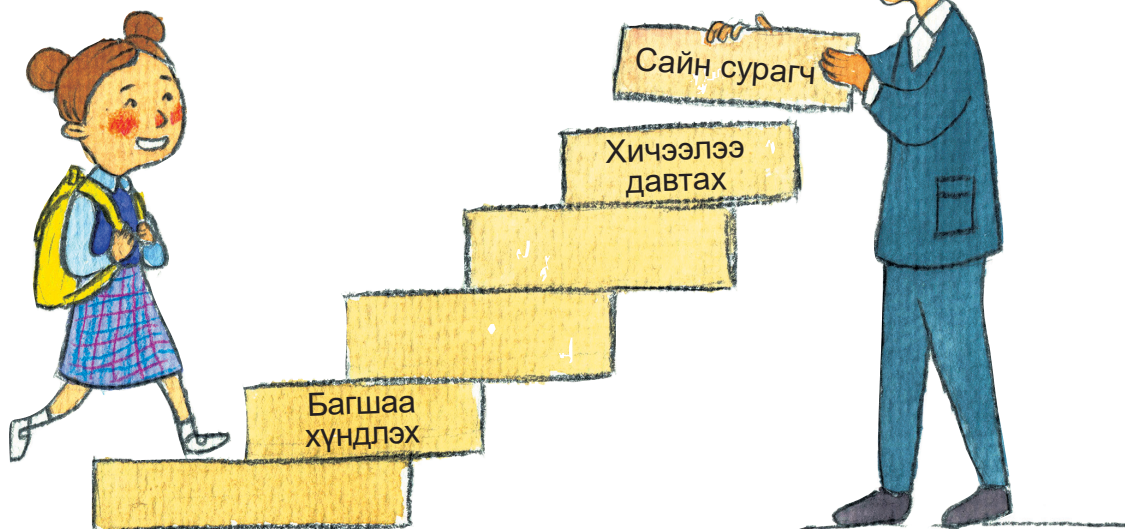 Сайн сурагч
Хичээлээ
давтах
Багшаа
хүндлэх